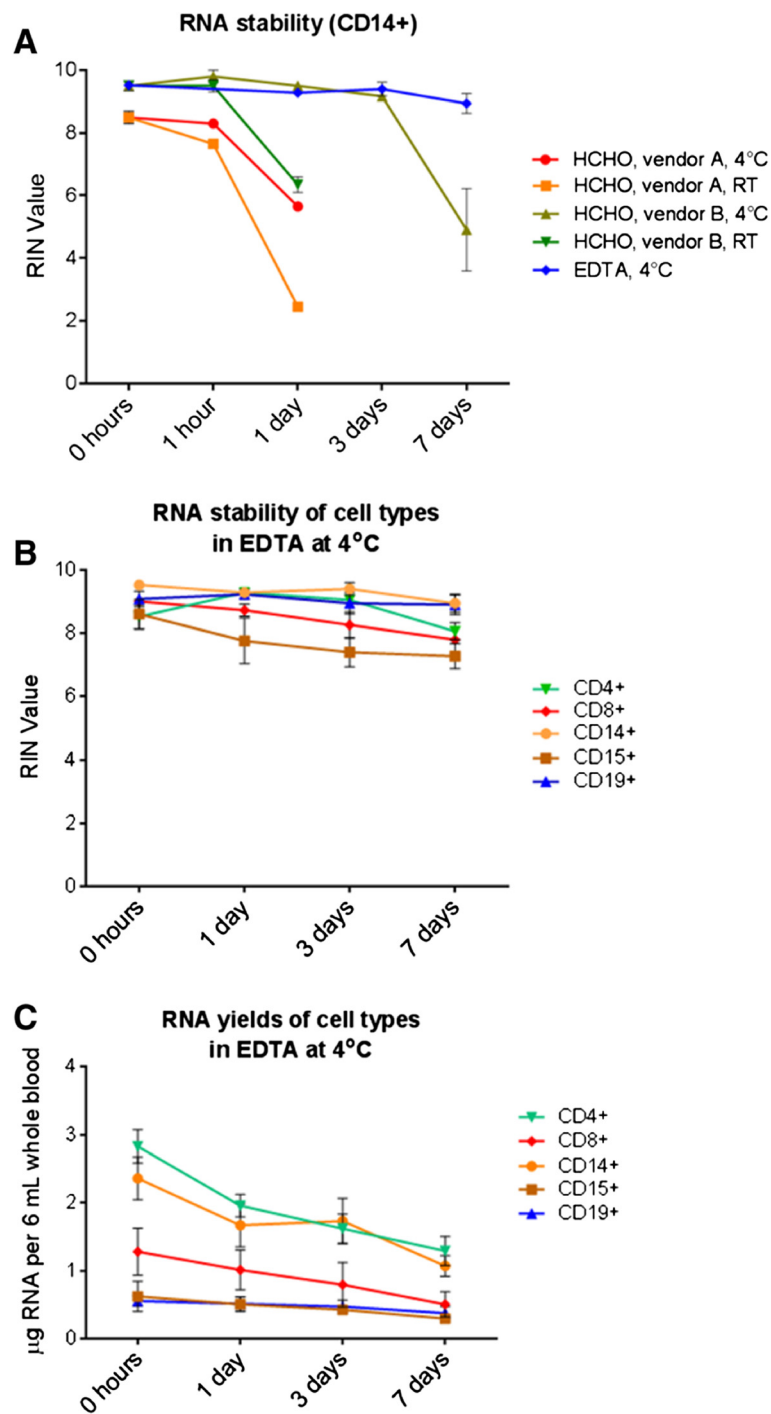 A
RNA stability (CD14+)
RIN Value
10
8
6
4
2
0
0 hours
1 hour
1 day
3 days
7 days
HCHO, vendor A, 4°C
HCHO, vendor A, RT
HCHO, vendor B, 4°C
HCHO, vendor B, RT
EDTA, 4°C
B
RNA stability of cell types
in EDTA at 4°C
RIN Value
10
8
6
4
2
0
0 hours
1 day
3 days
7 days
CD4+
CD8+
CD14+
CD15+
CD19+
C
RNA yields of cell types
in EDTA at 4°C
µg RNA per 6 mL whole blood
4
3
2
1
0
0 hours
1 day
3 days
7 days
CD4+
CD8+
CD14+
CD15+
CD19+